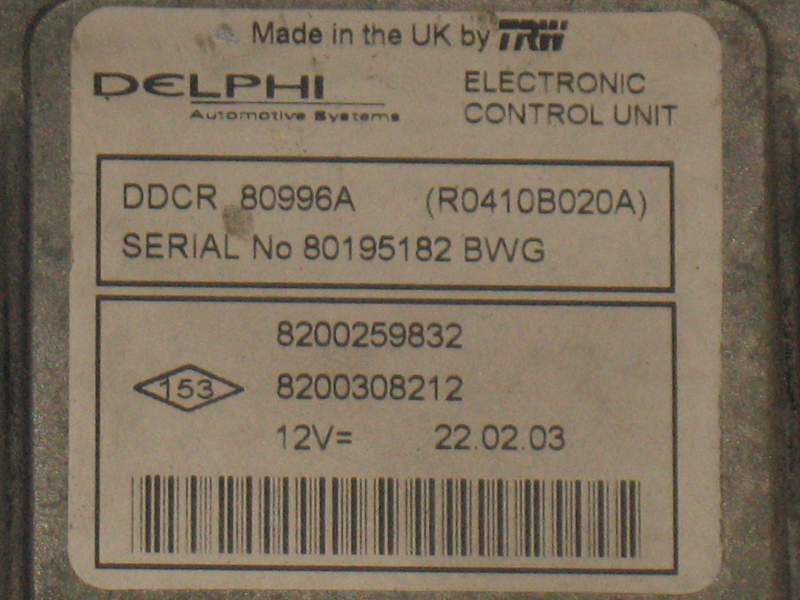 Made in the UK by TRW
DELPHI
Automotive Systems
ELECTRONIC
CONTROL UNIT
DDCR 80996A (R0410B020A)
SERIAL No 80195182 BWG
8200259832
153
8200308212
12V= 22.02.03